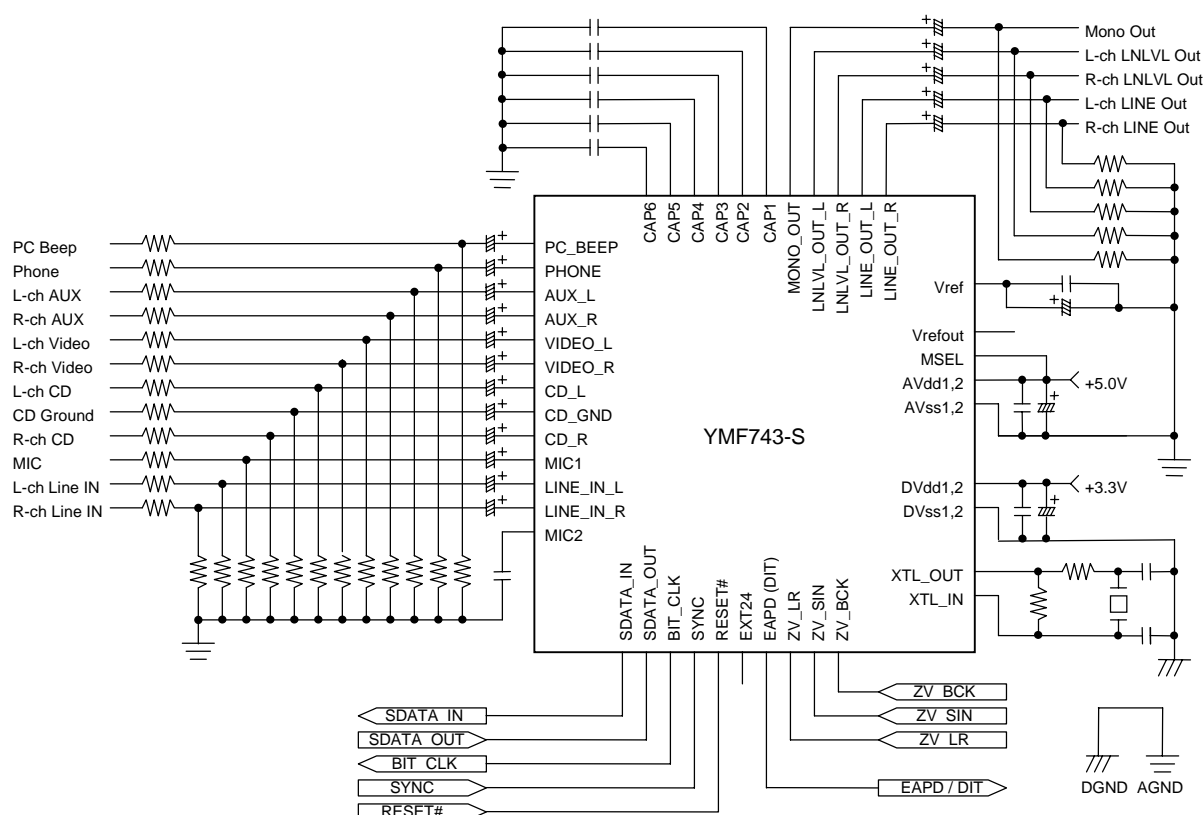 Mono Out
L-ch LNLVL Out
R-ch LNLVL Out
L-ch LINE Out
R-ch LINE Out
+
+
+
+
+
CAP6
CAP5
CAP4
CAP3
CAP2
CAP1
MONO_OUT
LNLVL_OUT_L
LNLVL_OUT_R
LINE_OUT_L
LINE_OUT_R
PC Beep + PC_BEEP
Phone + PHONE
L-ch AUX + AUX_L
R-ch AUX + AUX_R
L-ch Video + VIDEO_L
R-ch Video + VIDEO_R
L-ch CD + CD_L
CD Ground + CD_GND
R-ch CD + CD_R
MIC + MIC1
L-ch Line IN + LINE_IN_L
R-ch Line IN + LINE_IN_R
MIC2
YMF743-S
Vref
+
Vrefout
MSEL
AVdd1,2 +5.0V
+
AVss1,2
DVdd1,2 +3.3V
+
DVss1,2
XTL_OUT
XTL_IN
SDATA_IN
SDATA_OUT
BIT_CLK
SYNC
RESET#
EXT24
EAPD (DIT)
ZV_LR
ZV_SIN
ZV_BCK
ZV_BCK
SDATA_IN ZV_SIN
SDATA_OUT ZV_LR
BIT_CLK
SYNC EAPD / DIT
RESET#
DGND AGND